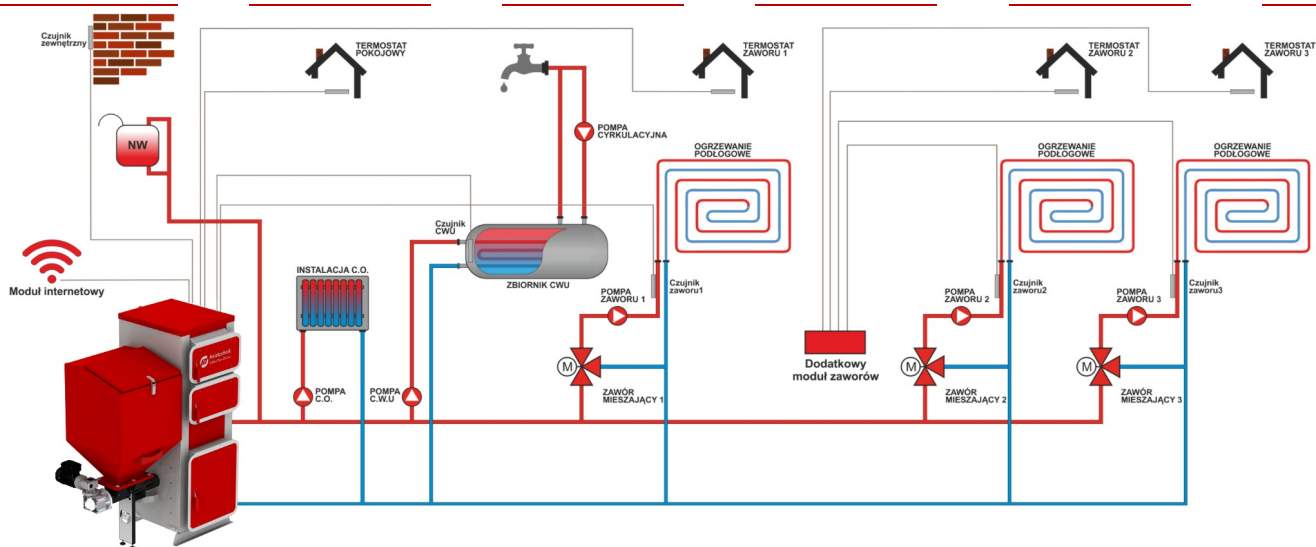 Czujnik
zewnętrzny
TERMOSTAT
POKOJOWY
TERMOSTAT
ZAWORU 1
TERMOSTAT
ZAWORU 2
TERMOSTAT
ZAWORU 3
NW
POMPA
CYRKULACYJNA
OGRZEWANIE
PODŁOGOWE
OGRZEWANIE
PODŁOGOWE
OGRZEWANIE
PODŁOGOWE
Czujnik
CWU
Moduł internetowy
INSTALACJA C.O.
ZBIORNIK CWU
POMPA
ZAWORU 1
Czujnik
zaworu1
POMPA
ZAWORU 2
Czujnik
zaworu2
POMPA
ZAWORU 3
Czujnik
zaworu3
M
Dodatkowy
moduł zaworów
M
M
POMPA
C.O.
POMPA
C.W.U
ZAWÓR
MIESZAJĄCY 1
ZAWÓR
MIESZAJĄCY 2
ZAWÓR
MIESZAJĄCY 3